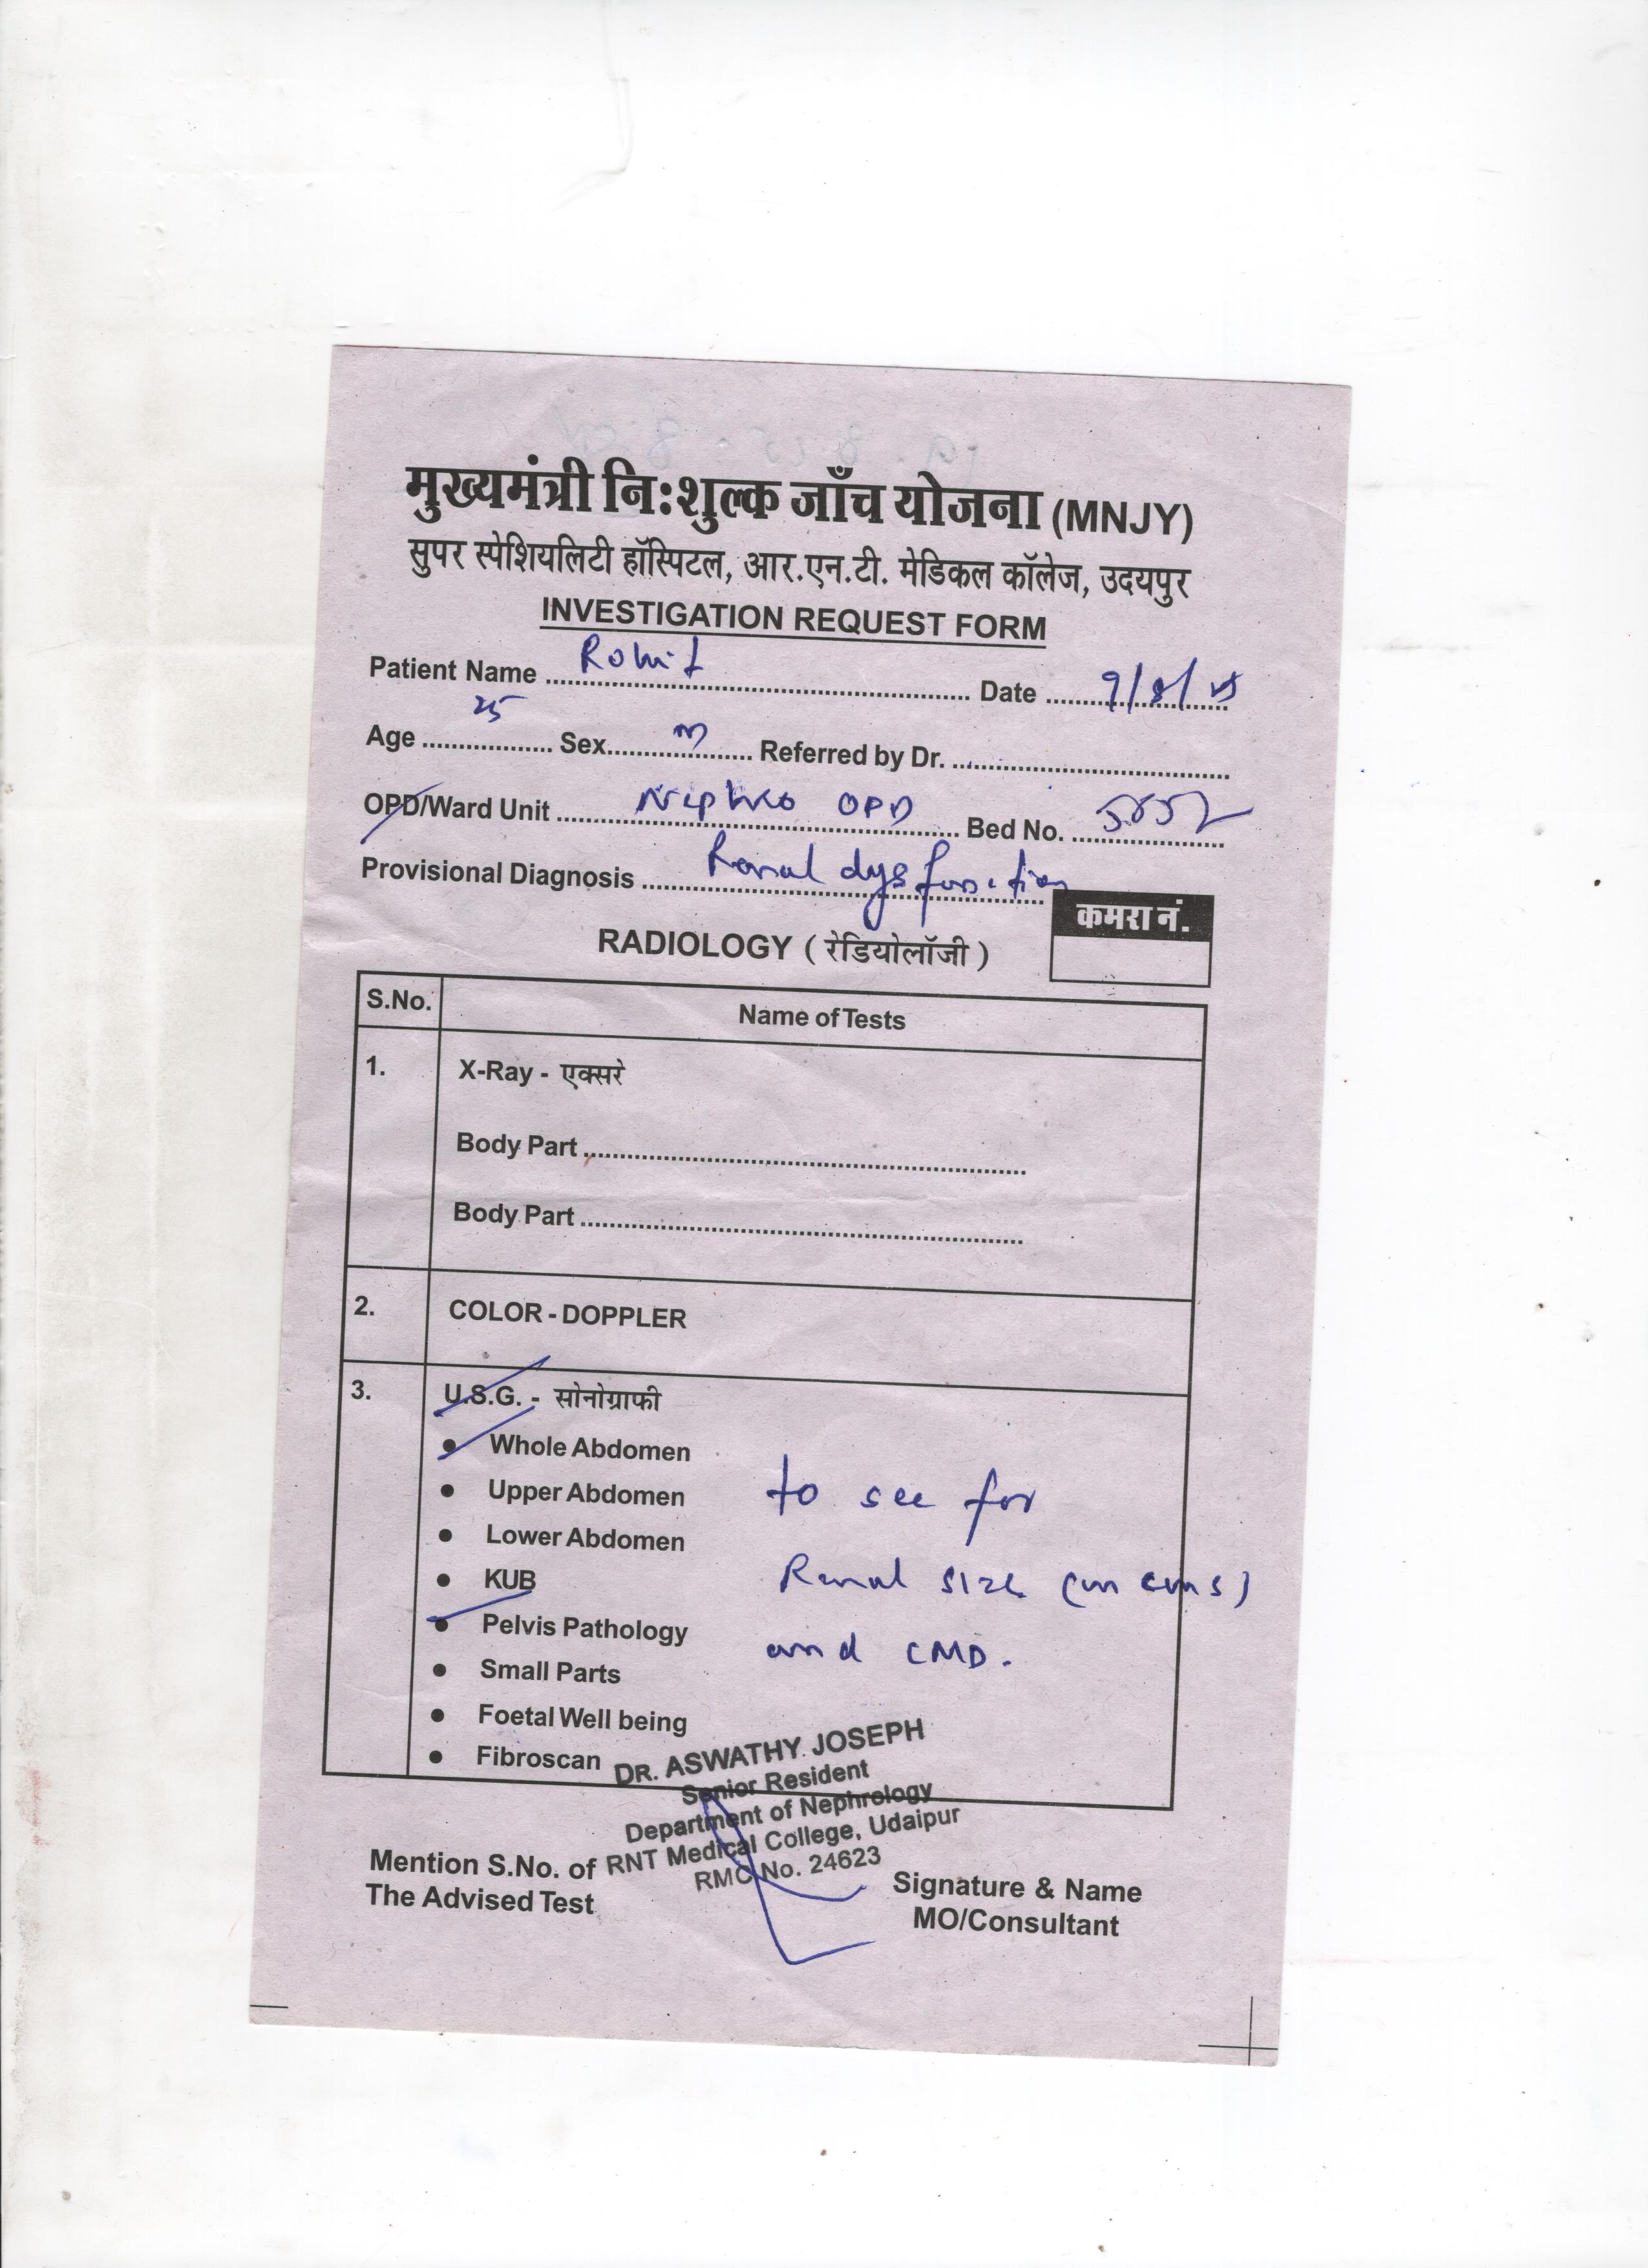 मुख्यमंत्री नि:शुल्क जाँच योजना (MNJY)
सुपर स्पेशियलिटी हॉस्पिटल, आर.एन.टी. मेडिकल कॉलेज, उदयपुर
INVESTIGATION REQUEST FORM
Patient Name Rohit Date 9/8/25
Age 25 Sex M Referred by Dr.
OPD/Ward Unit Nephro OPD Bed No.
Provisional Diagnosis Renal dysfunction
कमरा नं.
RADIOLOGY ( रेडियोलॉजी )
S.No. Name of Tests
1. X-Ray - एक्सरे
Body Part
Body Part
2. COLOR - DOPPLER
3. U.S.G. - सोनोग्राफी
• Whole Abdomen
• Upper Abdomen to see for
• Lower Abdomen
• KUB Renal size (in cms)
• Pelvis Pathology and CMD.
• Small Parts
• Foetal Well being
• Fibroscan
DR. ASWATHY JOSEPH
Senior Resident
Department of Nephrology
RNT Medical College, Udaipur
RMC No. 24623
Mention S.No. of
The Advised Test
Signature & Name
MO/Consultant